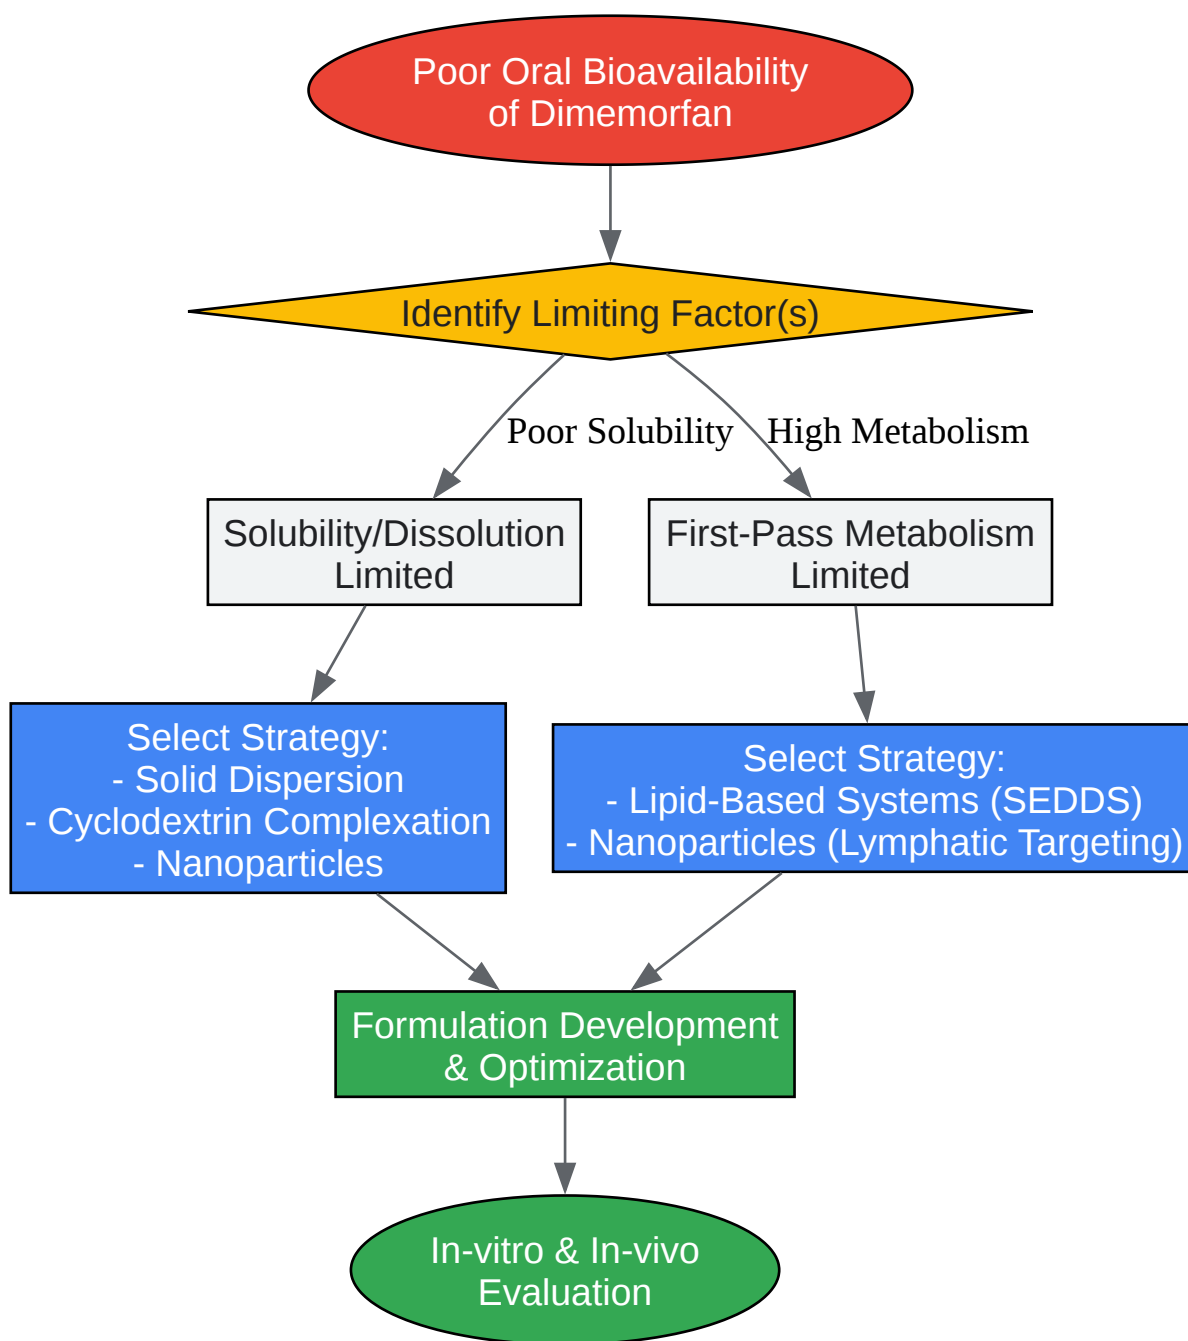 Poor Oral Bioavailability
of Dimemorfan
Identify Limiting Factor(s)
Poor Solubility
High Metabolism
Solubility/Dissolution
Limited
First-Pass Metabolism
Limited
Select Strategy:
- Solid Dispersion
- Cyclodextrin Complexation
- Nanoparticles
Select Strategy:
- Lipid-Based Systems (SEDDS)
- Nanoparticles (Lymphatic Targeting)
Formulation Development
& Optimization
In-vitro & In-vivo
Evaluation